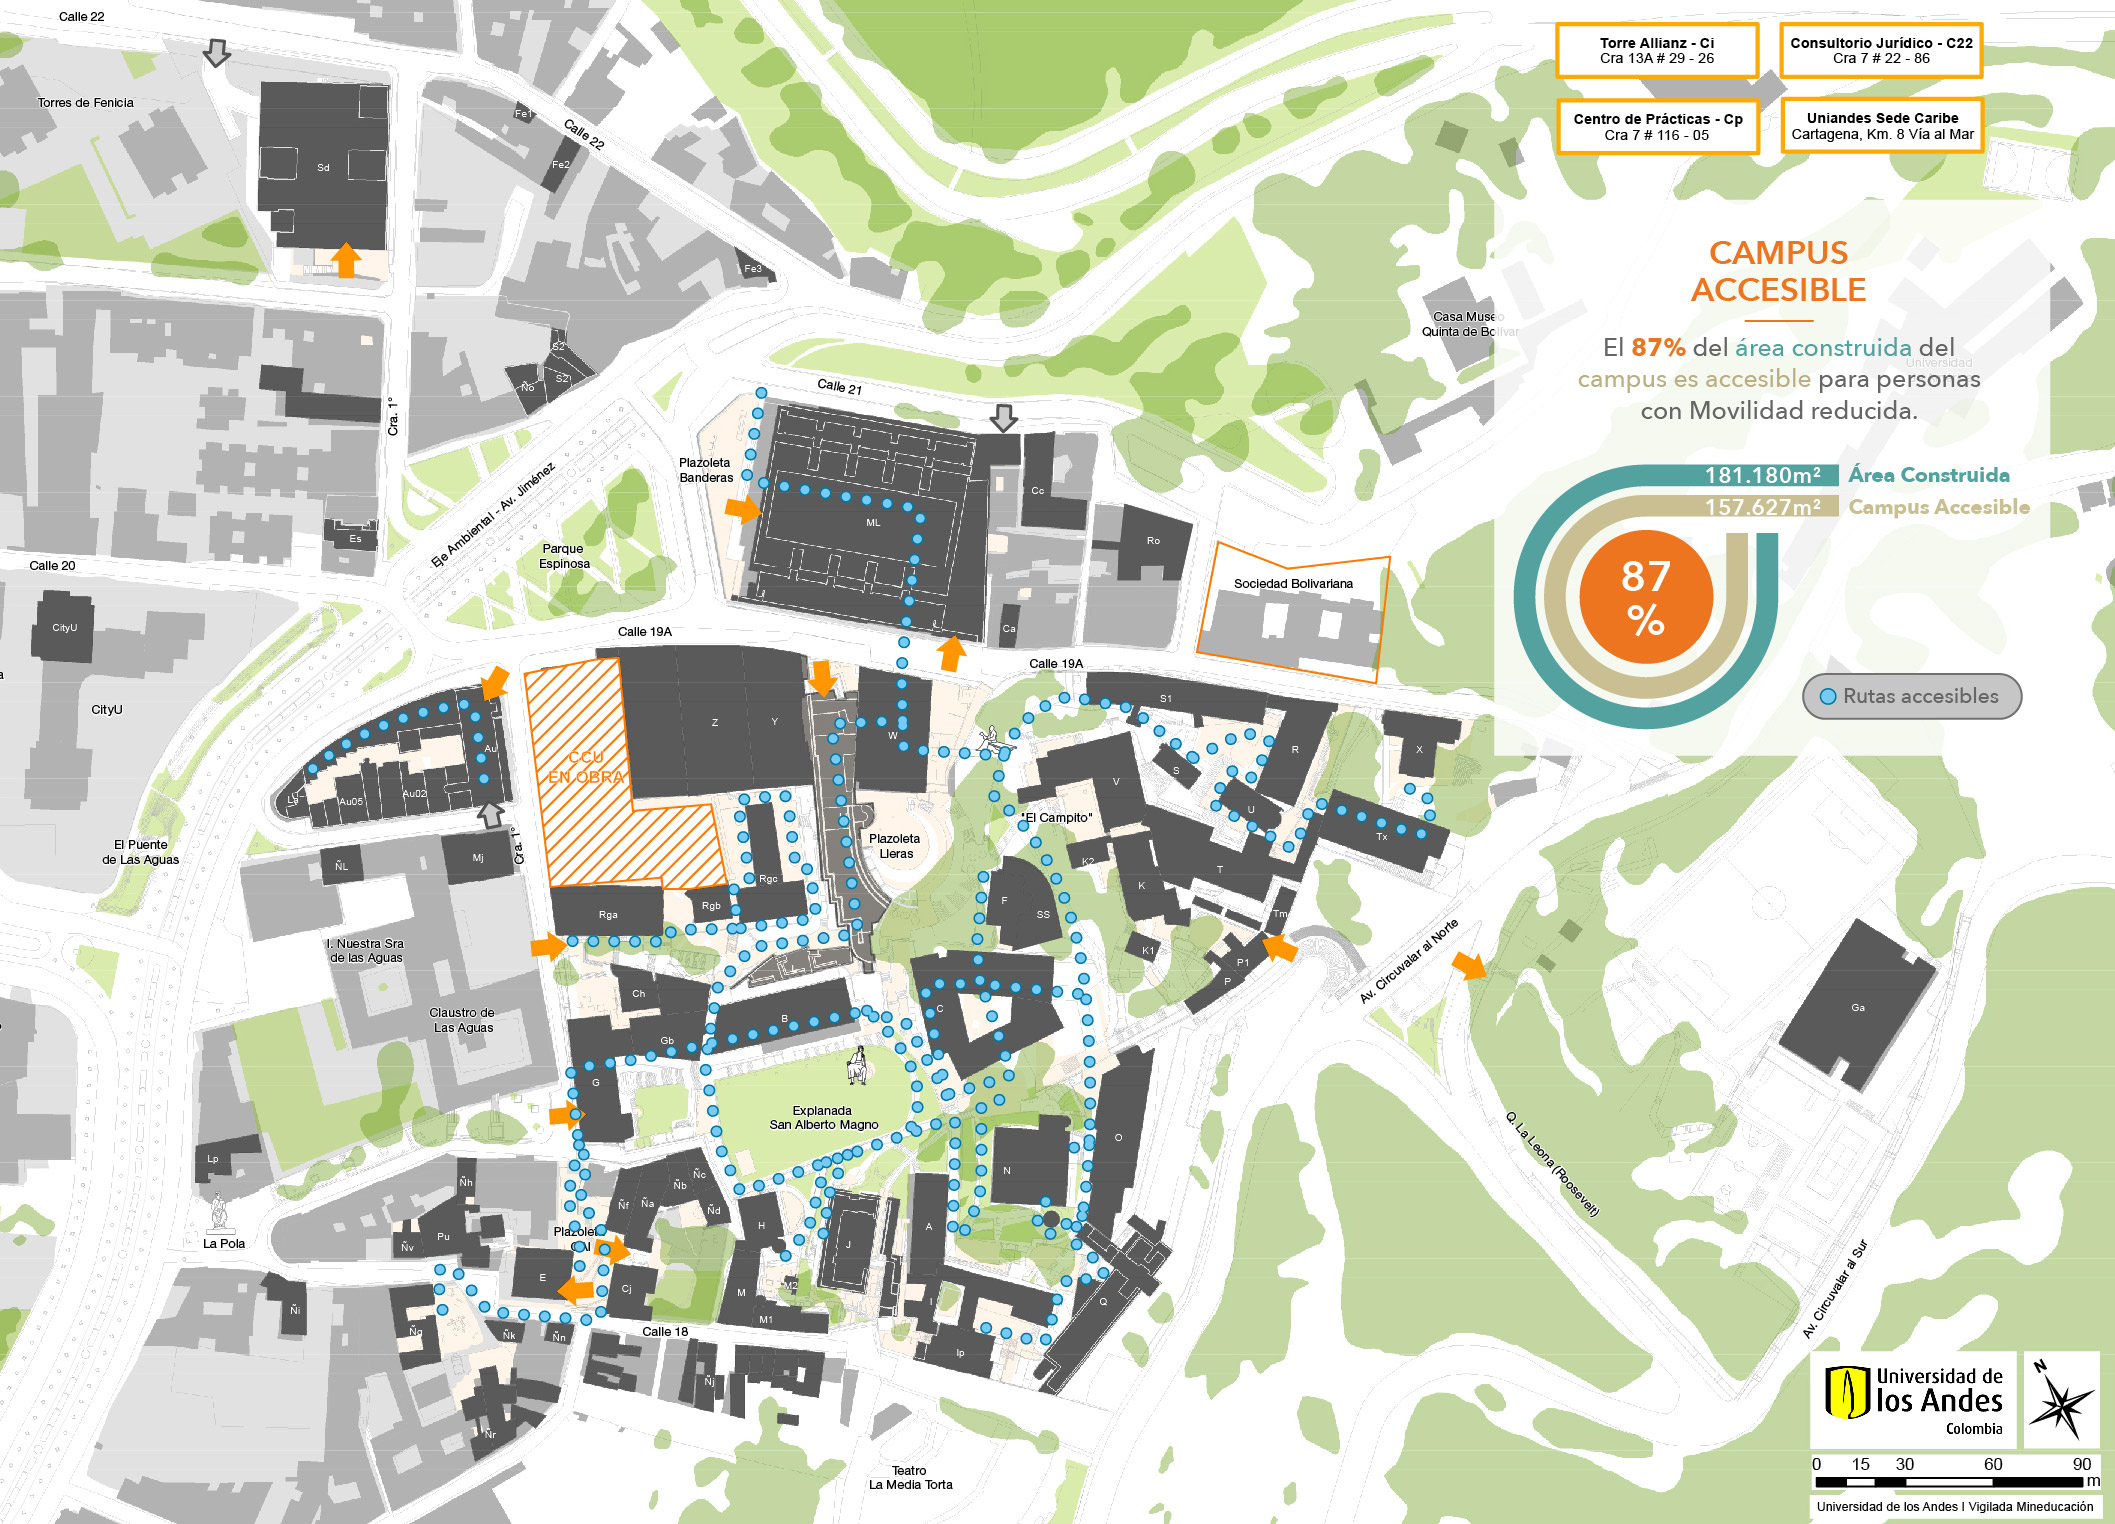 Calle 22
Torres de Fenicia
Sd
Fe1
Calle 22
Fe2
Fe3
Torre Allianz - Ci
Cra 13A # 29 - 26
Consultorio Jurídico - C22
Cra 7 # 22 - 86
Centro de Prácticas - Cp
Cra 7 # 116 - 05
Uniandes Sede Caribe
Cartagena, Km. 8 Vía al Mar
CAMPUS
ACCESIBLE
El 87% del área construida del
campus es accesible para personas
con Movilidad reducida.
Universidad
181.180m² Área Construida
157.627m² Campus Accesible
87
%
Rutas accesibles
Casa Museo
Quinta de Bolívar
S2
S2
Ño
Cra. 1°
Calle 21
Plazoleta
Banderas
Eje Ambiental - Av. Jiménez
Es
Parque
Espinosa
ML
Cc
Ro
Ca
Sociedad Bolivariana
Calle 20
CityU
CityU
Calle 19A
Calle 19A
Z
Y
W
S1
R
X
V
S
U
Tx
T
Au
Au02
Au05
La
CCU
EN OBRA
Cra. 1°
El Puente
de Las Aguas
ÑL
Mj
Plazoleta
Lleras
"El Campito"
K2
K
K1
Tm
P1
P
F
SS
Rgc
Rgb
Rga
I. Nuestra Sra
de las Aguas
Claustro de
Las Aguas
Ch
Gb
B
C
G
Av. Circuvalar al Norte
Ga
Explanada
San Alberto Magno
O
N
Q. La Leona (Roosevelt)
Lp
La Pola
Ñh
Pu
Ñv
Ñf
Ña
Ñb
Ñc
Ñd
H
J
A
Plazoleta
CAI
E
Cj
M
M2
M1
I
Ip
Q
Ñi
Ñg
Ñk
Ñn
Ñr
Ñj
Calle 18
Teatro
La Media Torta
Av. Circuvalar al Sur
Universidad de
los Andes
Colombia
N
0 15 30 60 90
m
Universidad de los Andes I Vigilada Mineducación